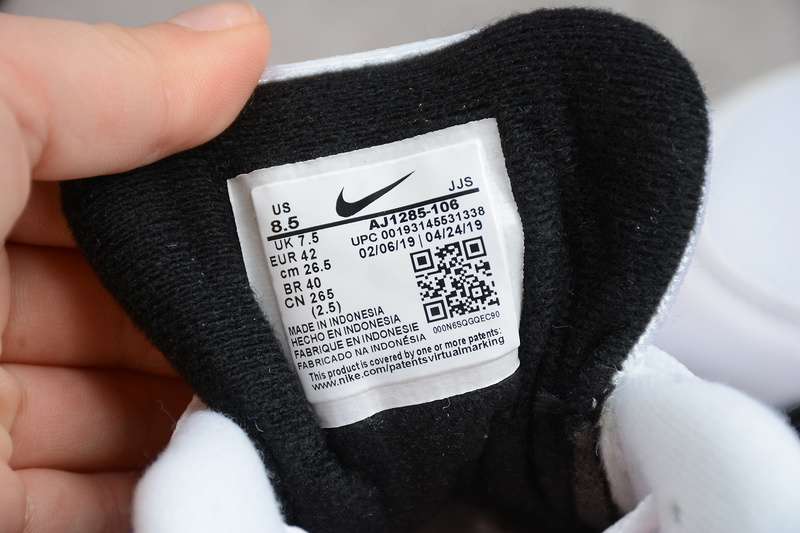 US
8.5
JJS
AJ1285-106
UPC 00193145531338
02/06/19 | 04/24/19
UK 7.5
EUR 42
cm 26.5
BR 40
CN 265
(2.5)
000N6SQGQEC90
MADE IN INDONESIA
HECHO EN INDONESIA
FABRIQUE EN INDONESIE
FABRICADO NA INDONÉSIA
This product is covered by one or more patents:
www.nike.com/patentsvirtualmarking